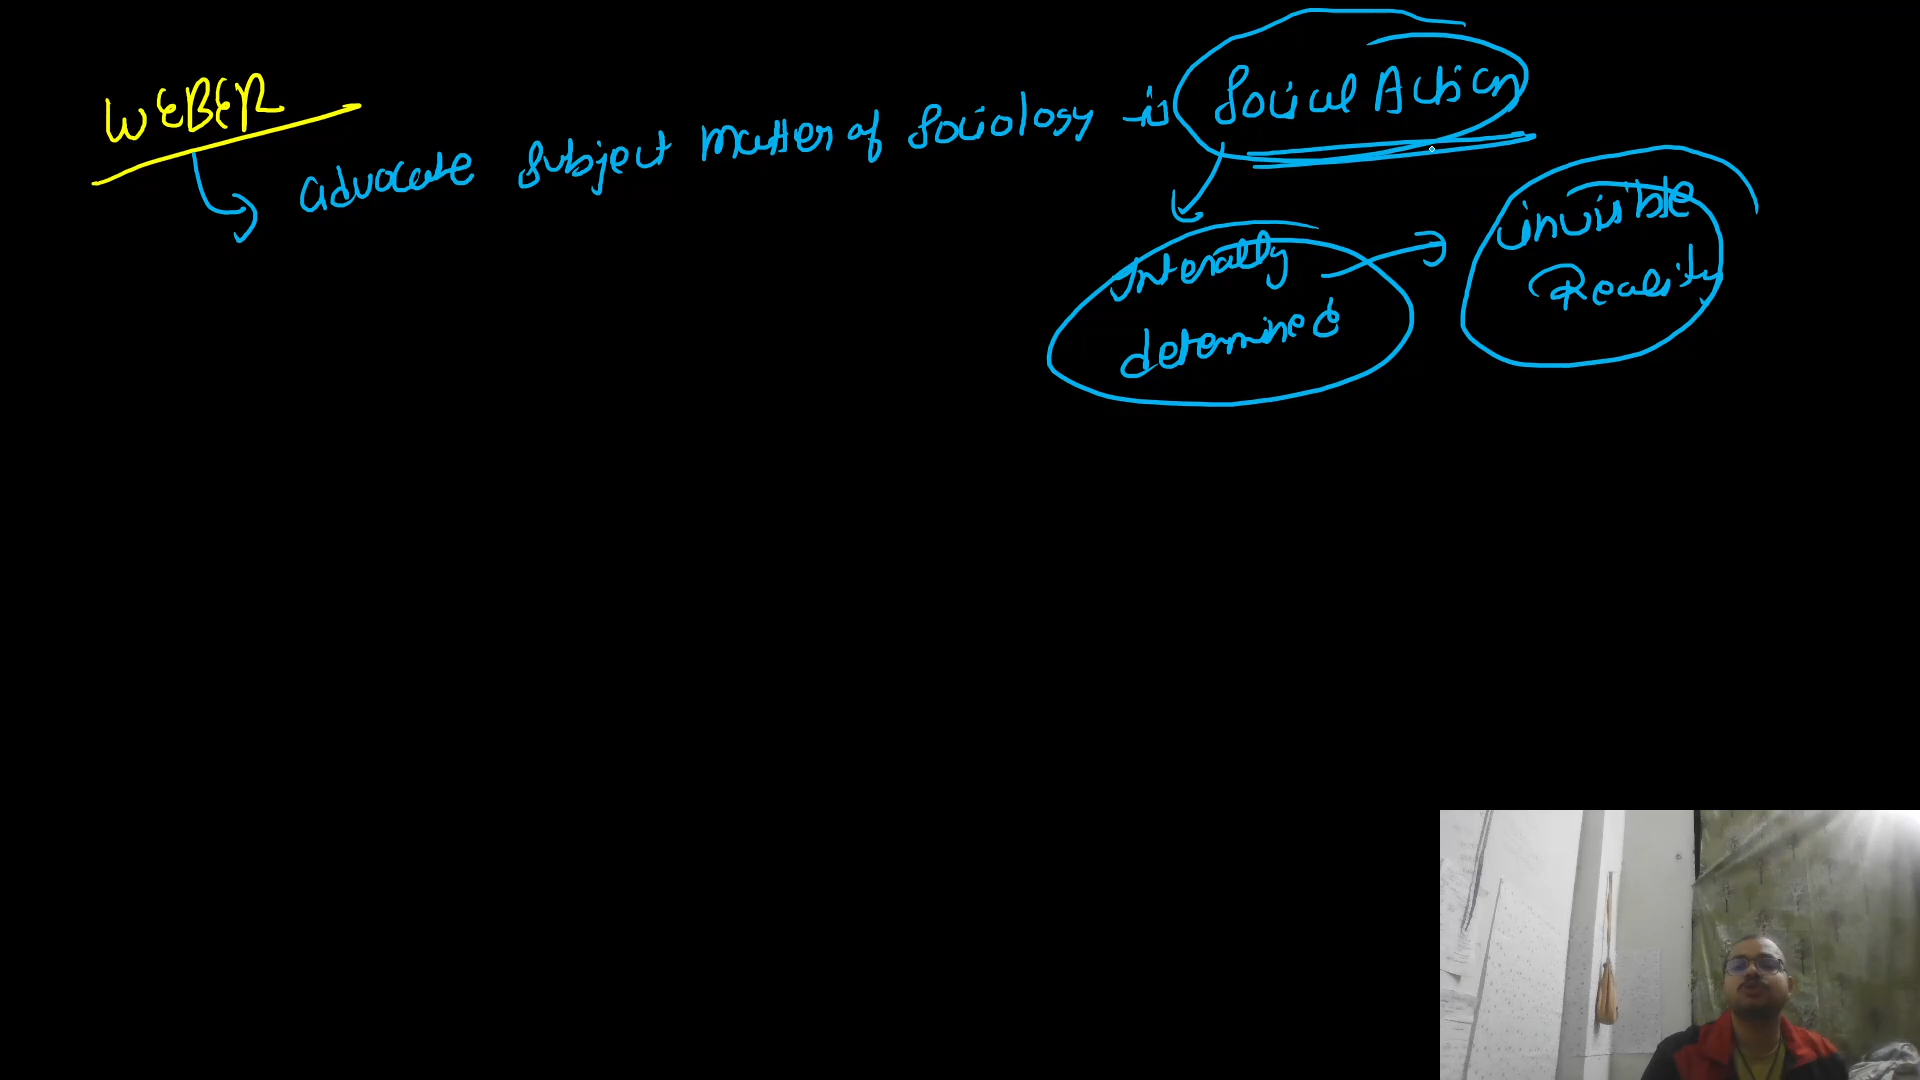 WEBER
advocate subject matter of Sociology is Social Action
Internally
determined
invisible
Reality